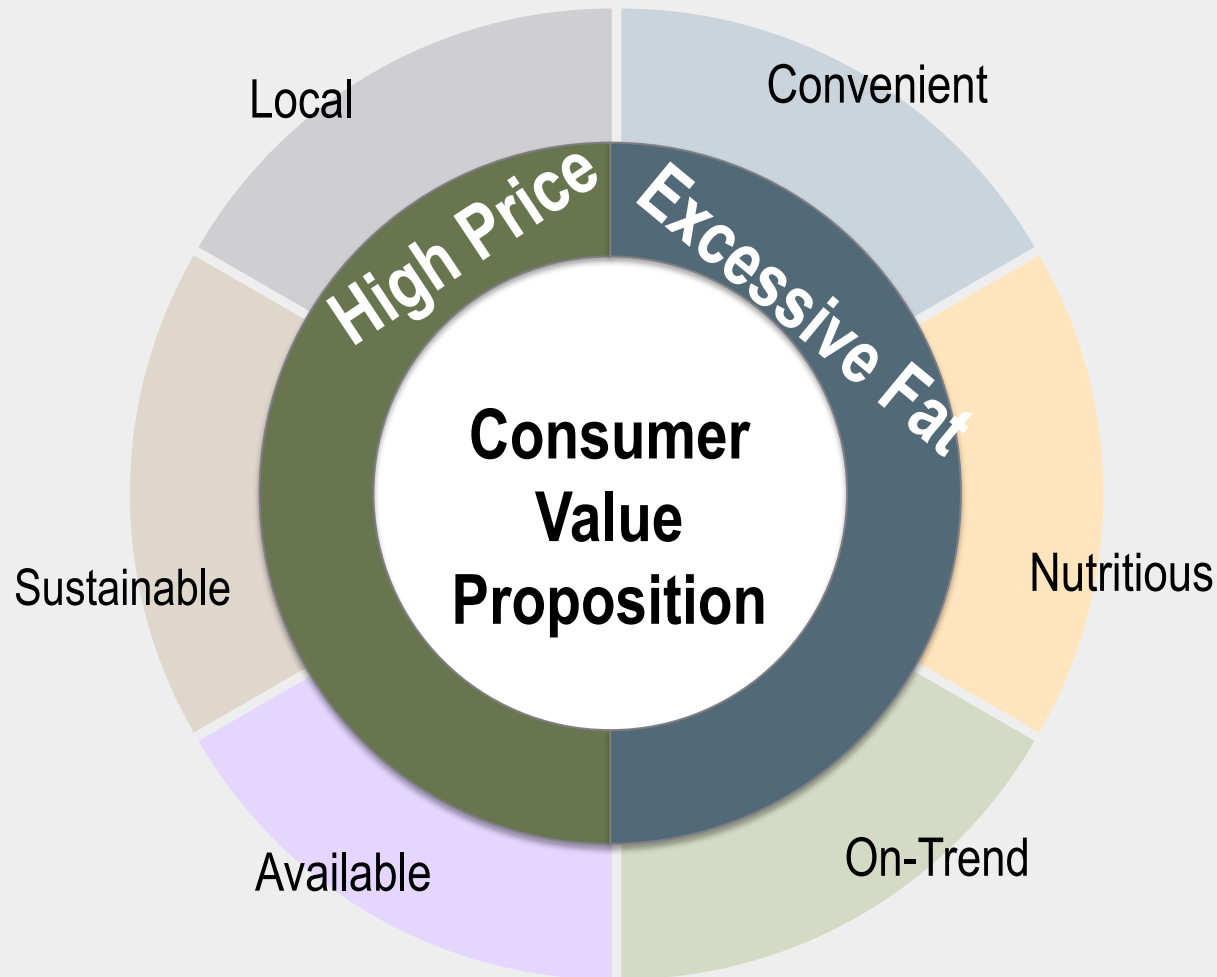 Local
Convenient
High Price
Excessive Fat
Consumer
Value
Proposition
Sustainable
Nutritious
Available
On-Trend